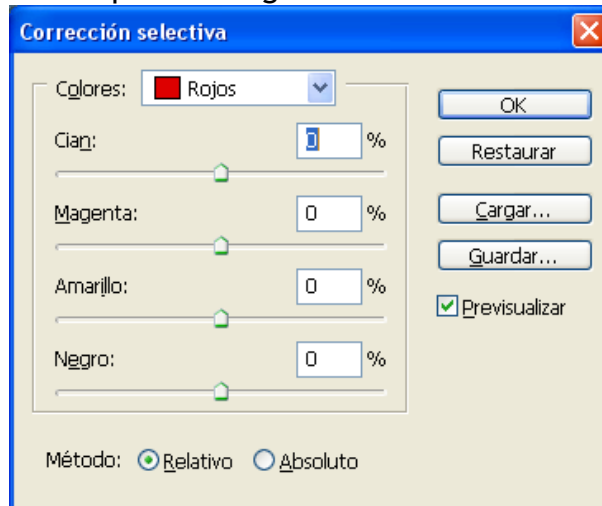 Corrección selectiva
Colores: Rojos
OK
Cian: 0 %
Restaurar
Magenta: 0 %
Cargar...
Guardar...
Amarillo: 0 %
Previsualizar
Negro: 0 %
Método: Relativo Absoluto